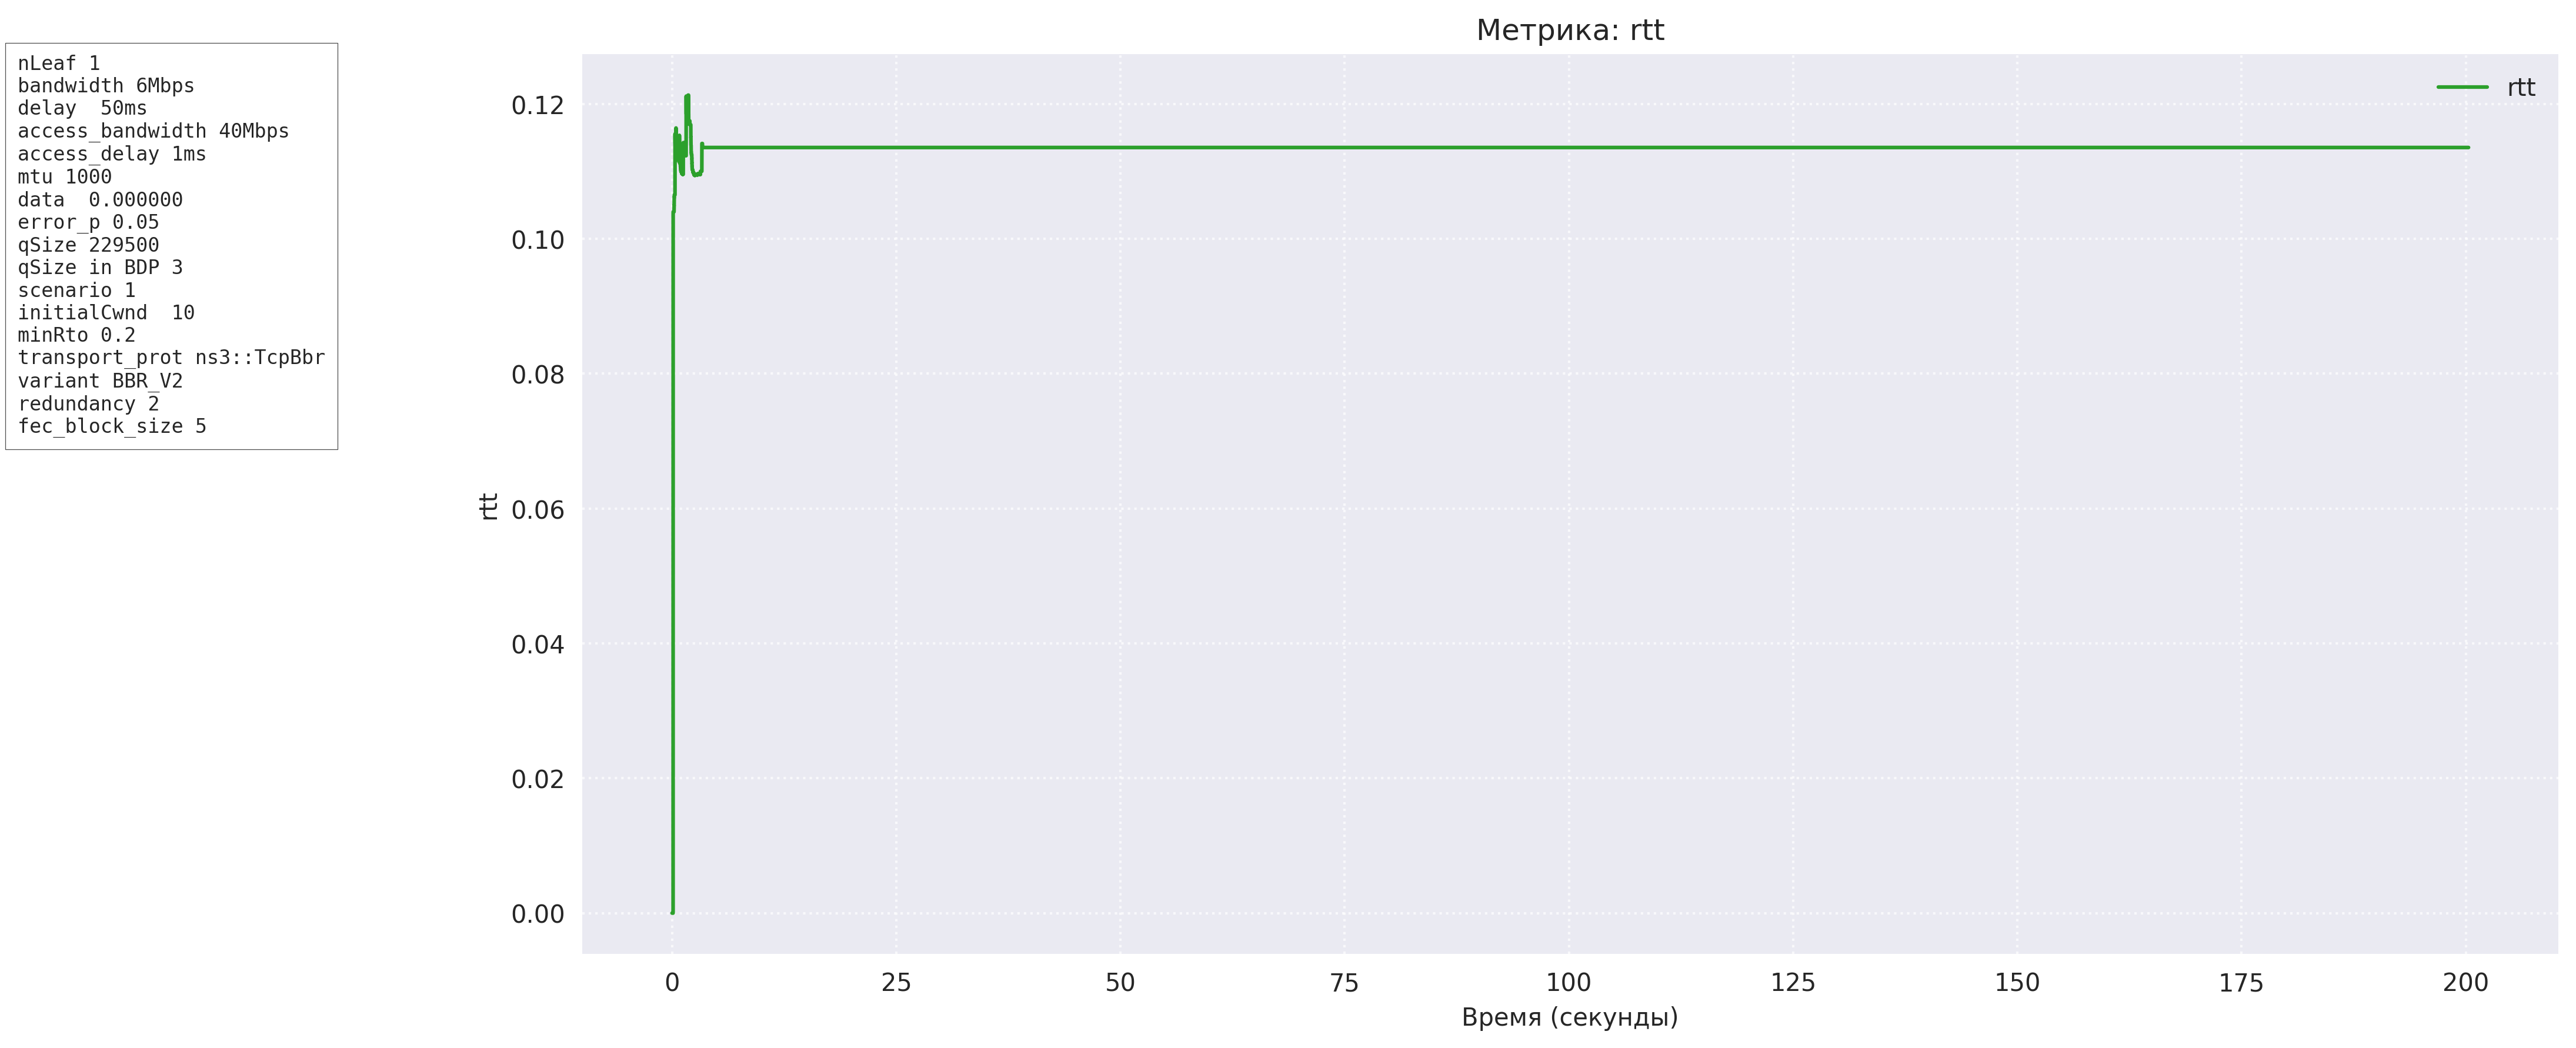 Метрика: rtt
nLeaf 1
bandwidth 6Mbps
delay  50ms
access_bandwidth 40Mbps
access_delay 1ms
mtu 1000
data  0.000000
error_p 0.05
qSize 229500
qSize in BDP 3
scenario 1
initialCwnd  10
minRto 0.2
transport_prot ns3::TcpBbr
variant BBR_V2
redundancy 2
fec_block_size 5
rtt
rtt
0.12
0.10
0.08
0.06
0.04
0.02
0.00
0 25 50 75 100 125 150 175 200
Время (секунды)